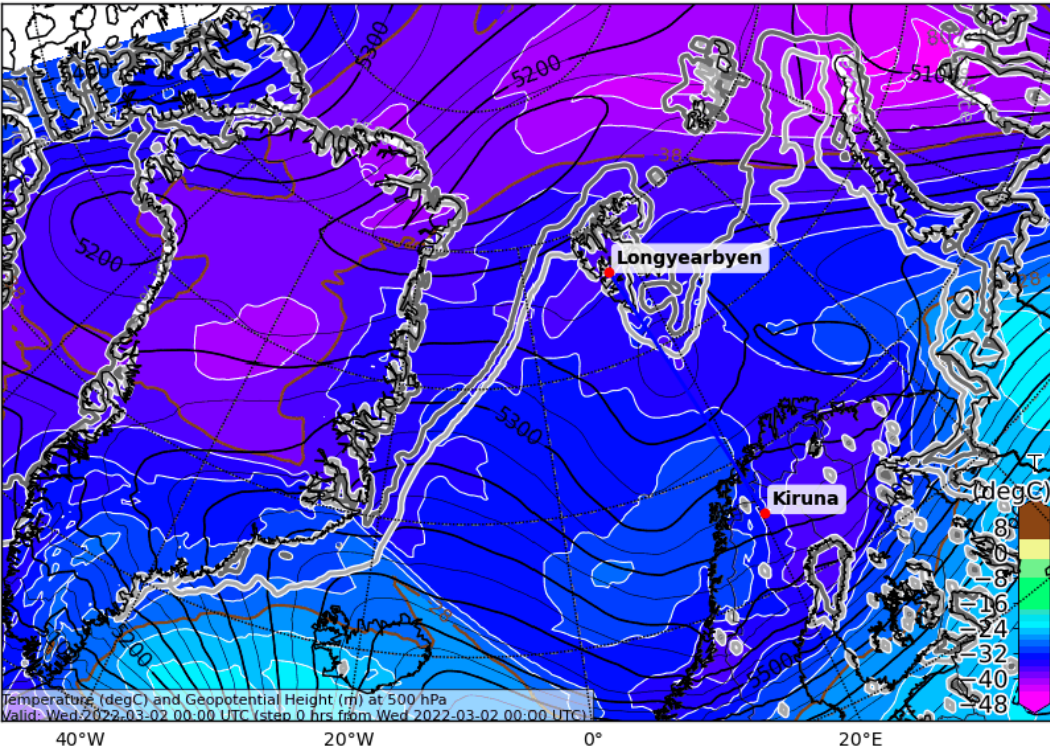 5300
5200
5100
-38
5200
Longyearbyen
5300
Kiruna
T
(degC)
8
0
−8
−16
−24
−32
−40
−48
5200
5500
Temperature (degC) and Geopotential Height (m) at 500 hPa
Valid: Wed 2022-03-02 00:00 UTC (step 0 hrs from Wed 2022-03-02 00:00 UTC)
40°W
20°W
0°
20°E